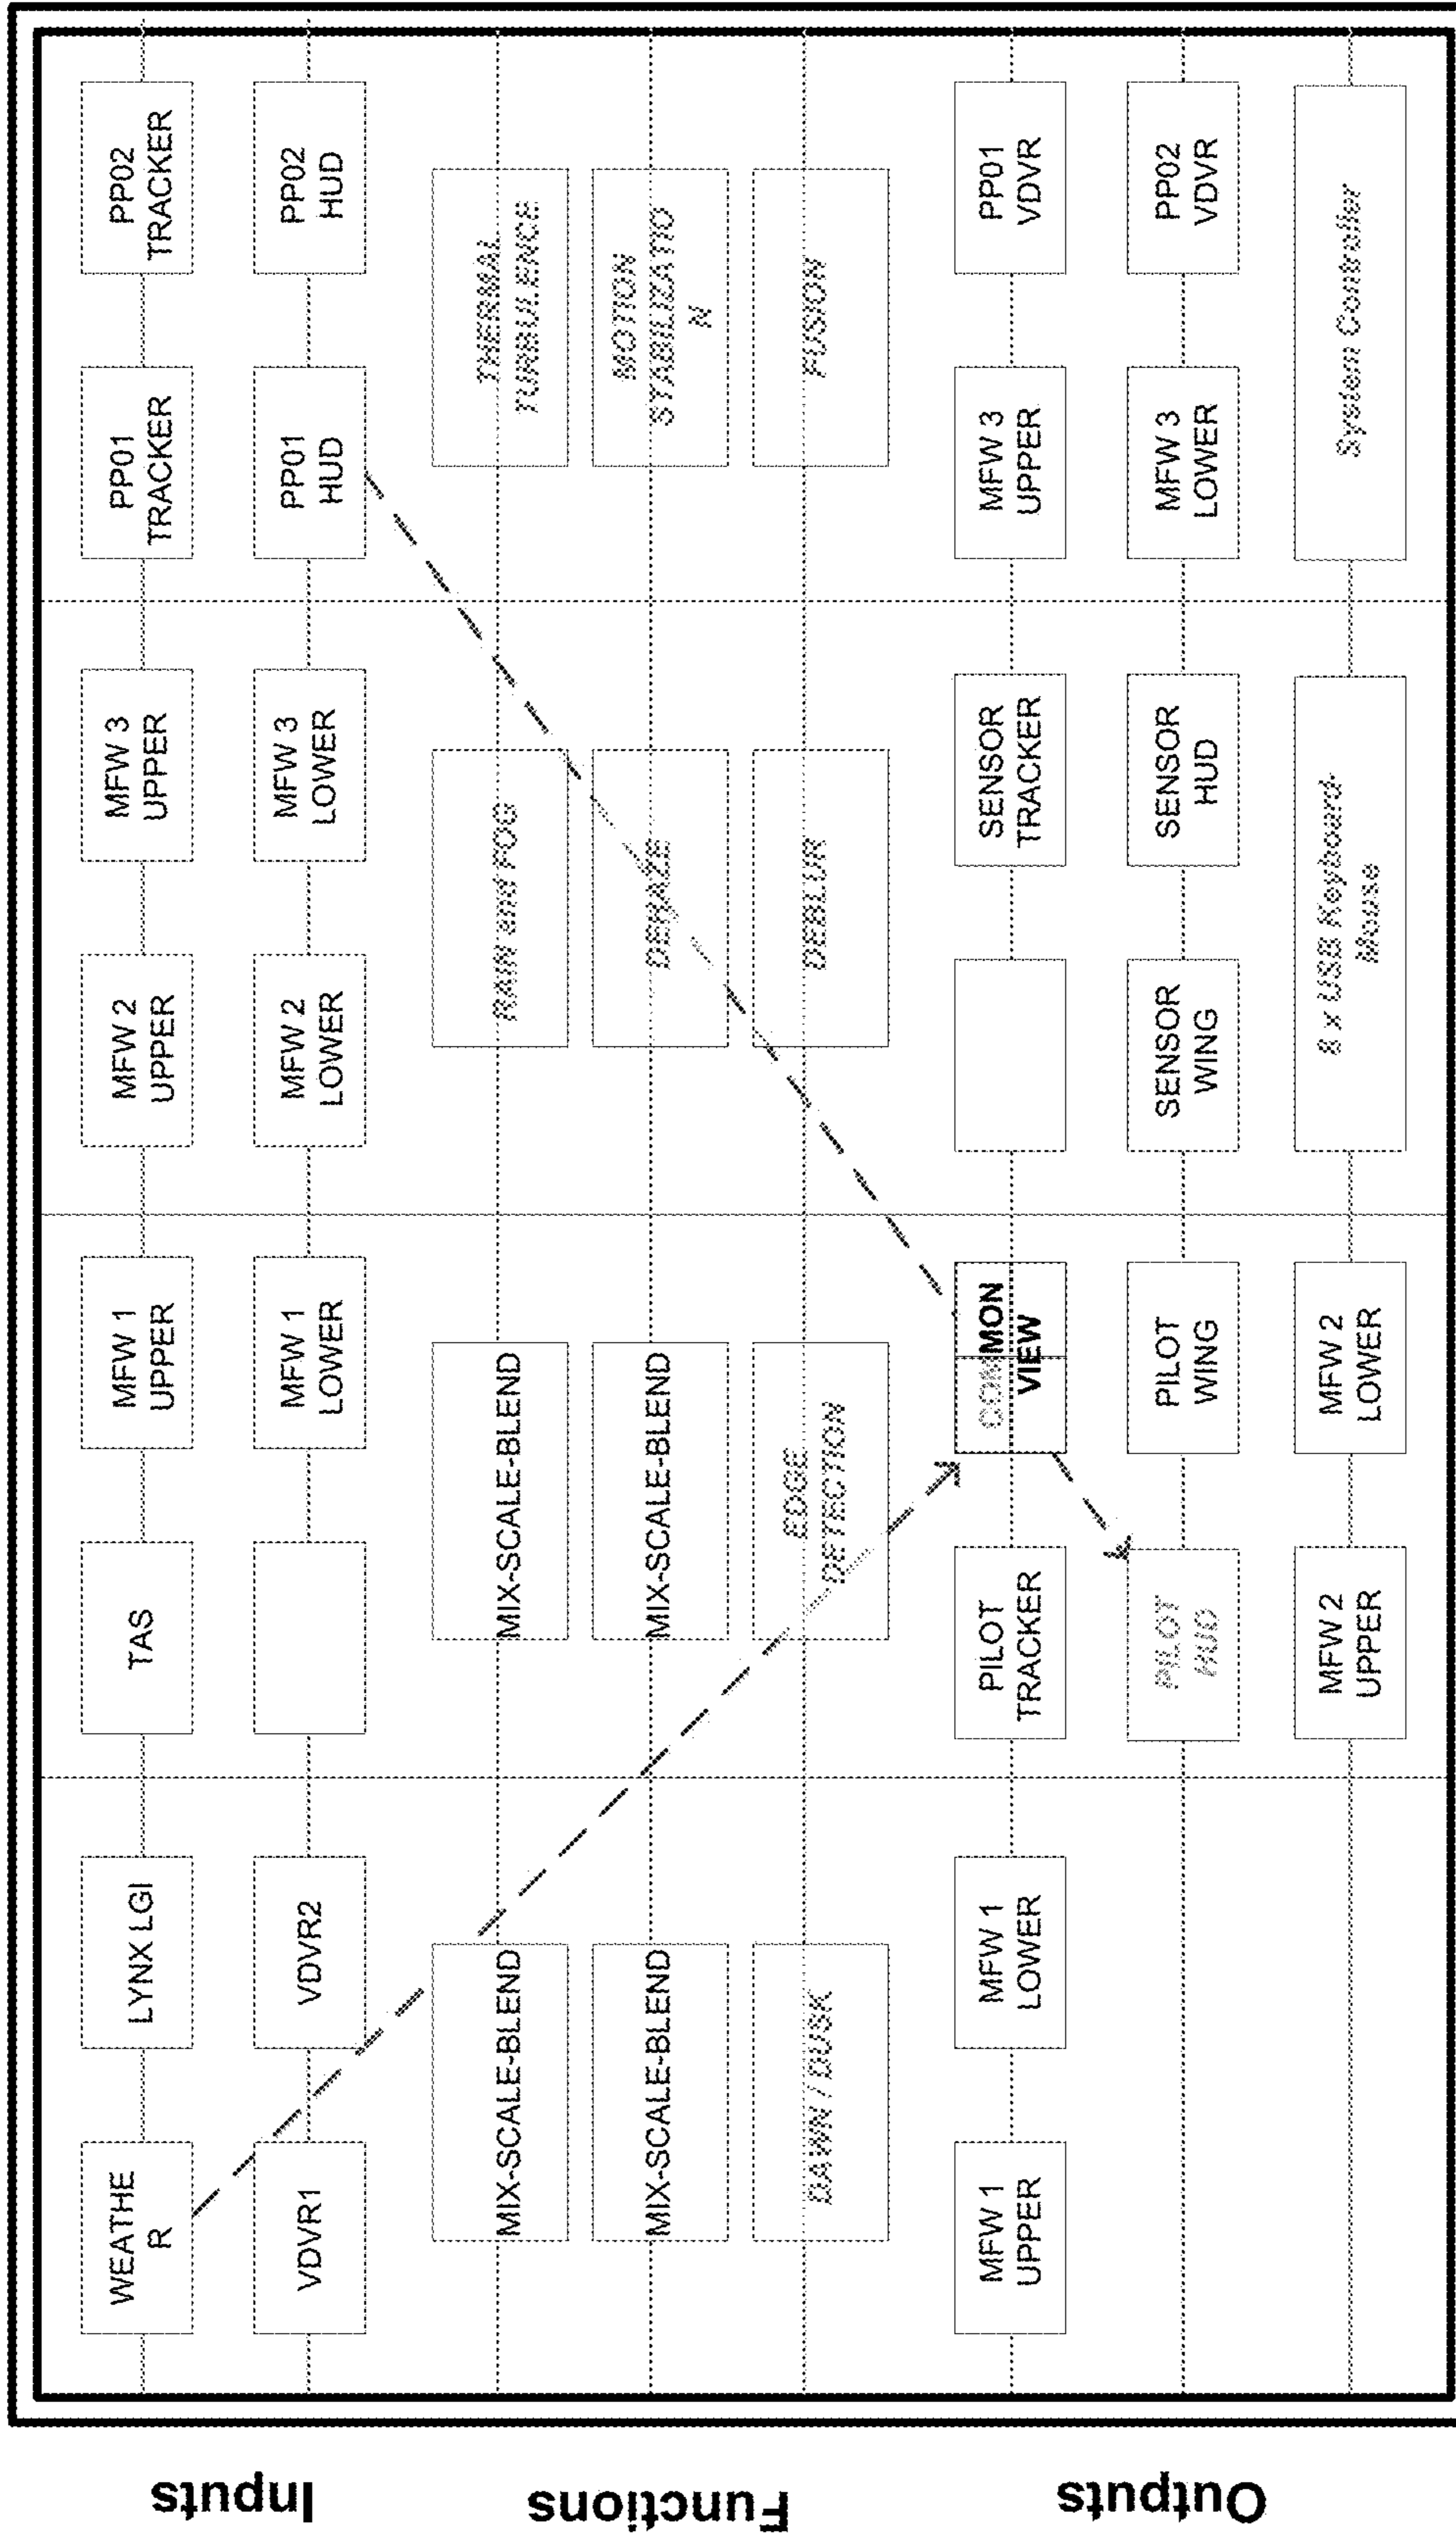 Inputs
WEATHE
R
LYNX LGI
TAS
MFW 1
UPPER
MFW 2
UPPER
MFW 3
UPPER
PP01
TRACKER
PP02
TRACKER
VDVR1
VDVR2
MFW 1
LOWER
MFW 2
LOWER
MFW 3
LOWER
PP01
HUD
PP02
HUD
Functions
MIX-SCALE-BLEND
MIX-SCALE-BLEND
RAIN and FOG
THERMAL
TURBULENCE
MIX-SCALE-BLEND
MIX-SCALE-BLEND
DEHAZE
MOTION
STABILIZATIO
N
DAWN / DUSK
EDGE
DETECTION
DEBLUR
FUSION
Outputs
MFW 1
UPPER
MFW 1
LOWER
PILOT
TRACKER
COMMON
VIEW
SENSOR
TRACKER
MFW 3
UPPER
PP01
VDVR
PILOT
HUD
PILOT
WING
SENSOR
WING
SENSOR
HUD
MFW 3
LOWER
PP02
VDVR
MFW 2
UPPER
MFW 2
LOWER
8 x USB Keyboard-
Mouse
System Controller